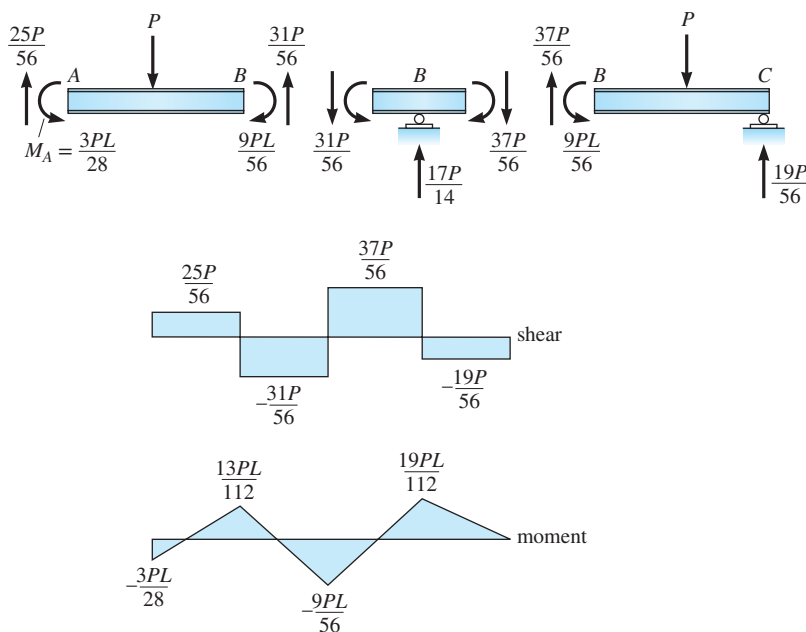 25P/56
A
P
B
31P/56
M_A = 3PL/28
9PL/56
31P/56
B
37P/56
17P/14
37P/56
B
P
C
9PL/56
19P/56
25P/56
37P/56
shear
−31P/56
−19P/56
13PL/112
19PL/112
moment
−3PL/28
−9PL/56